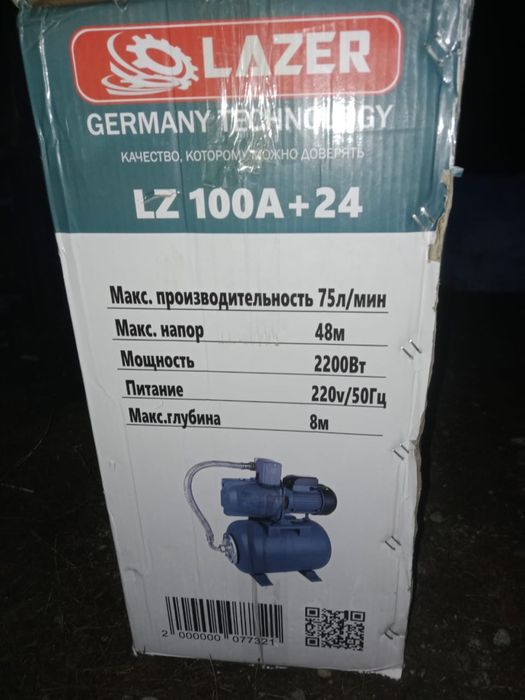 LAZER
GERMANY TECHNOLOGY
КАЧЕСТВО, КОТОРОМУ МОЖНО ДОВЕРЯТЬ
LZ 100A+24
Макс. производительность 75л/мин
Макс. напор 48м
Мощность 2200Вт
Питание 220v/50Гц
Макс.глубина 8м
2 000000 077321